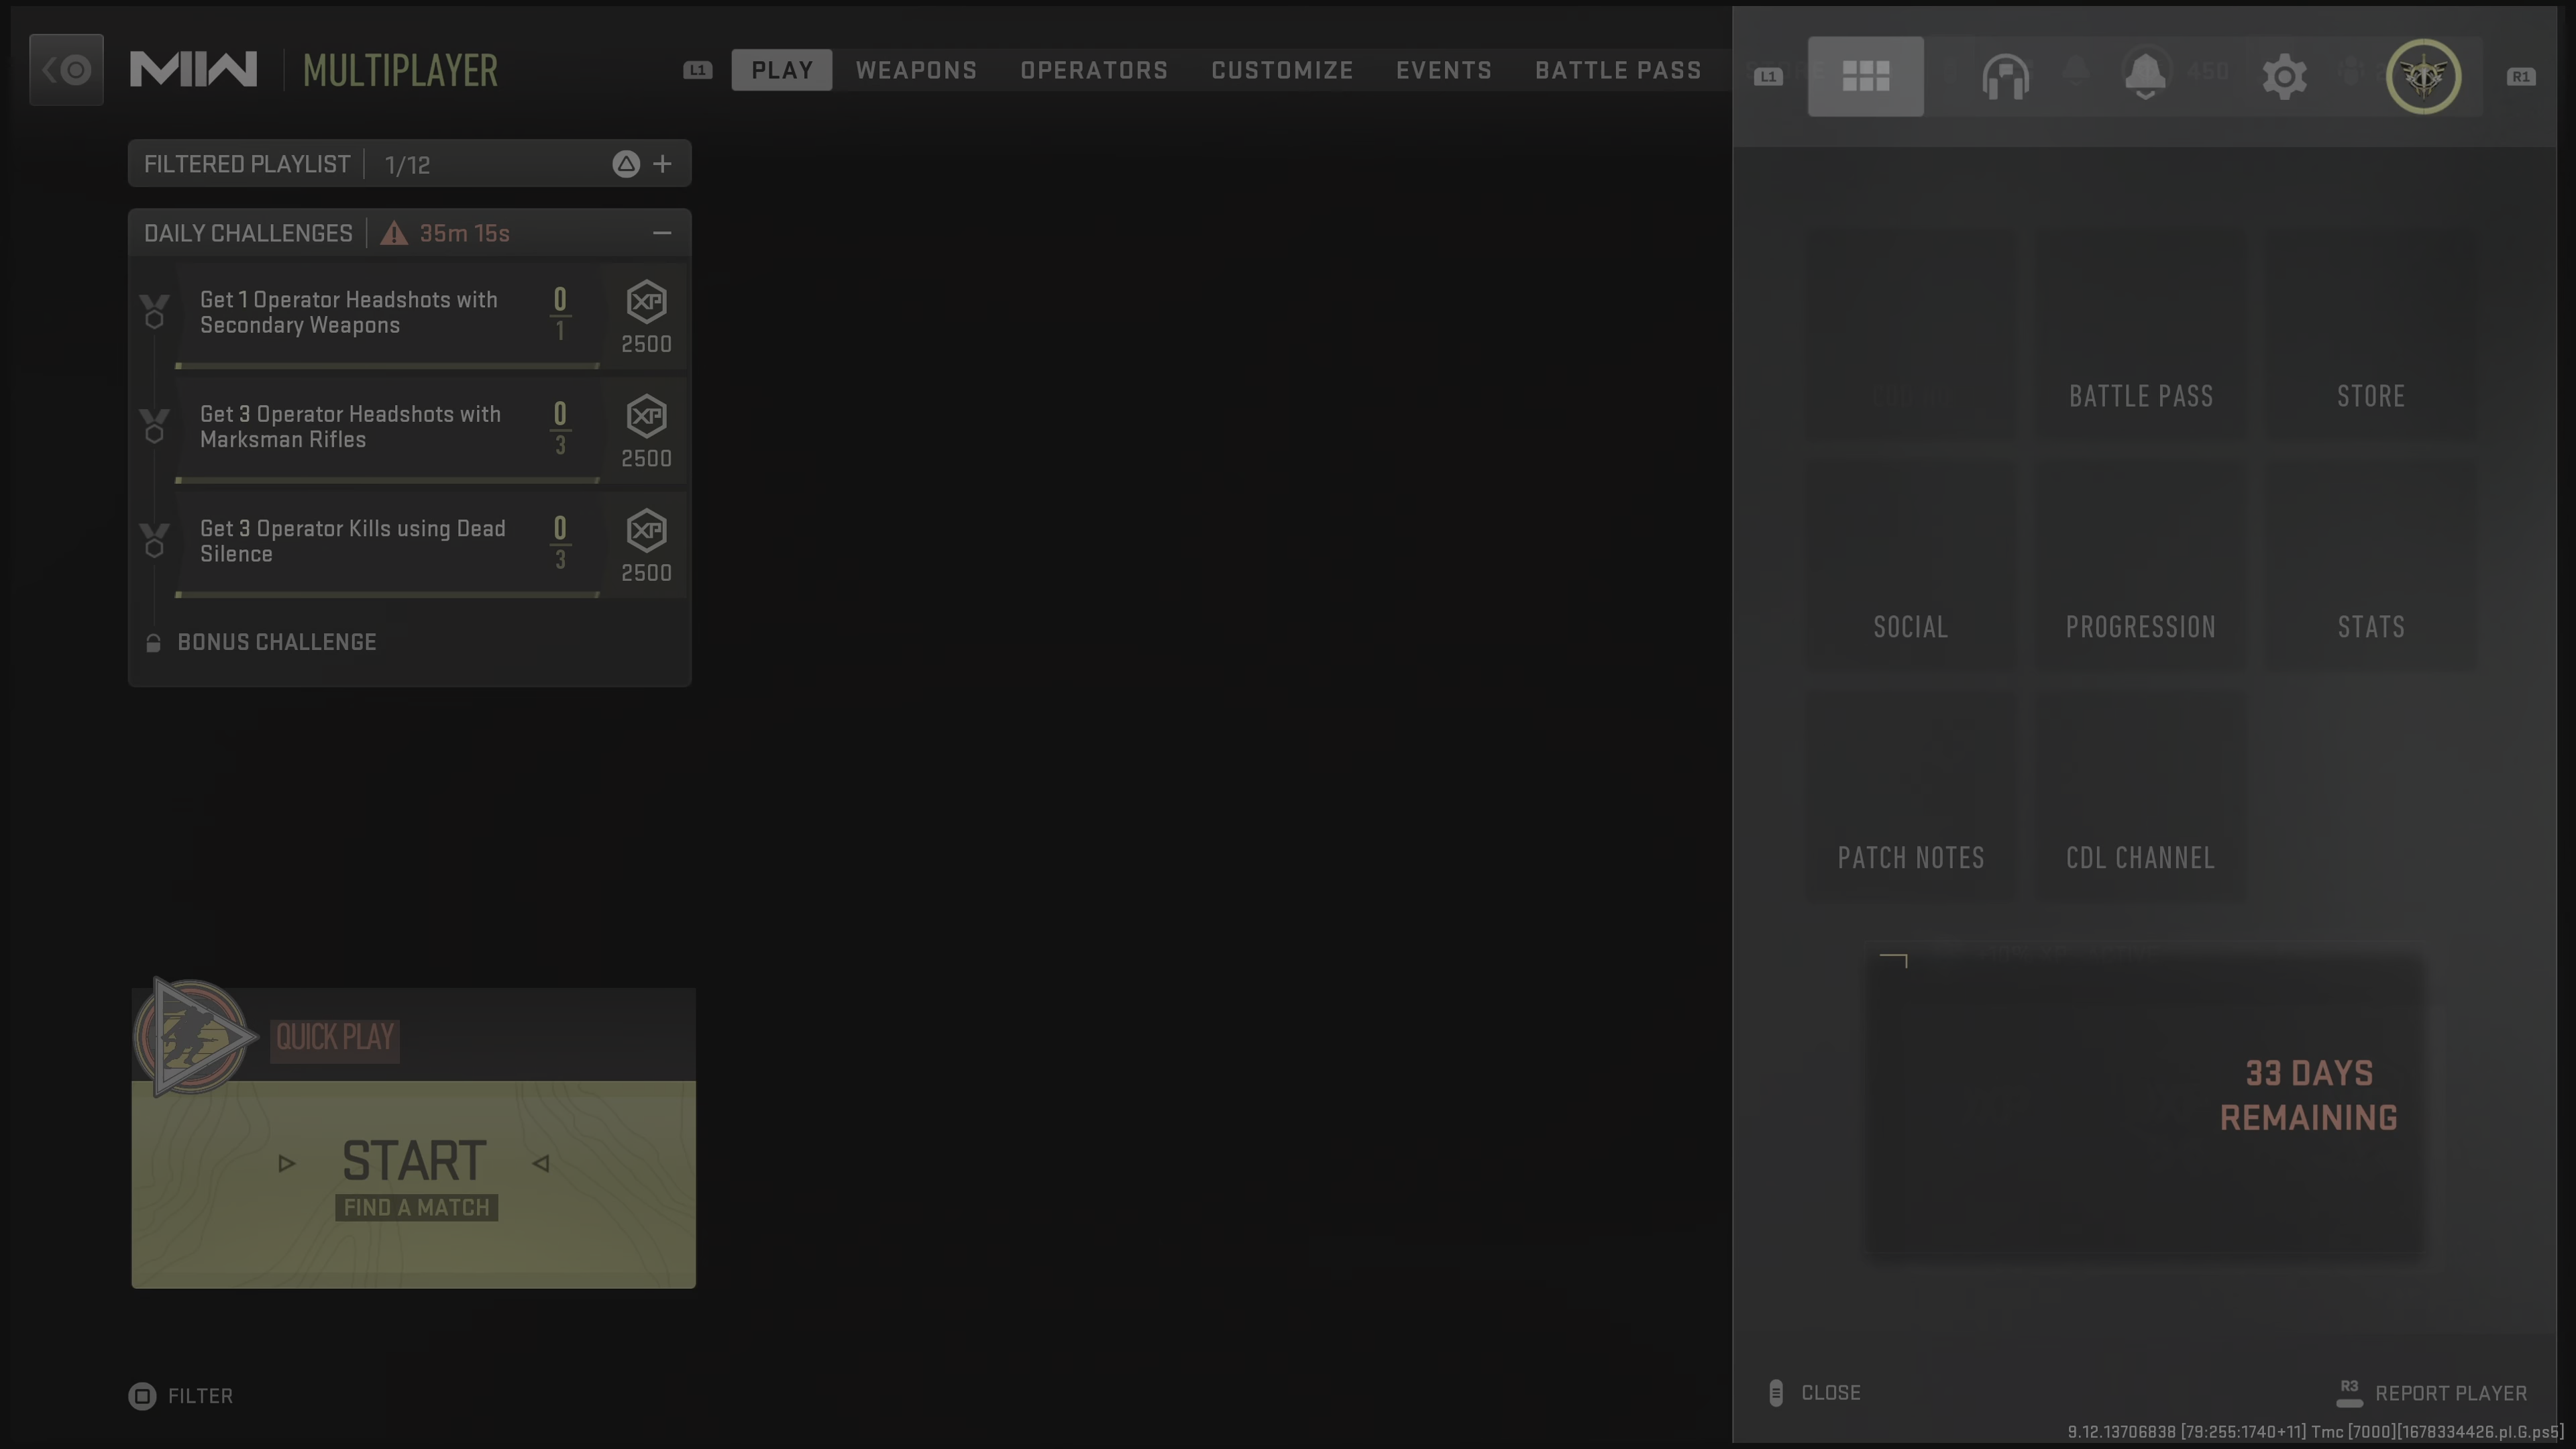 MW MULTIPLAYER
L1 PLAY WEAPONS OPERATORS CUSTOMIZE EVENTS BATTLE PASS
L1 450 R1
FILTERED PLAYLIST 1/12
DAILY CHALLENGES 35m 15s
Get 1 Operator Headshots with
Secondary Weapons
0
1
XP
2500
Get 3 Operator Headshots with
Marksman Rifles
0
3
XP
2500
Get 3 Operator Kills using Dead
Silence
0
3
XP
2500
BONUS CHALLENGE
QUICK PLAY
START
FIND A MATCH
FILTER
BATTLE PASS
STORE
SOCIAL
PROGRESSION
STATS
PATCH NOTES
CDL CHANNEL
33 DAYS
REMAINING
CLOSE
R3 REPORT PLAYER
9.12.13706838 [79:255:1740+11] Tmc [7000][1678334426.pl.G.ps5]